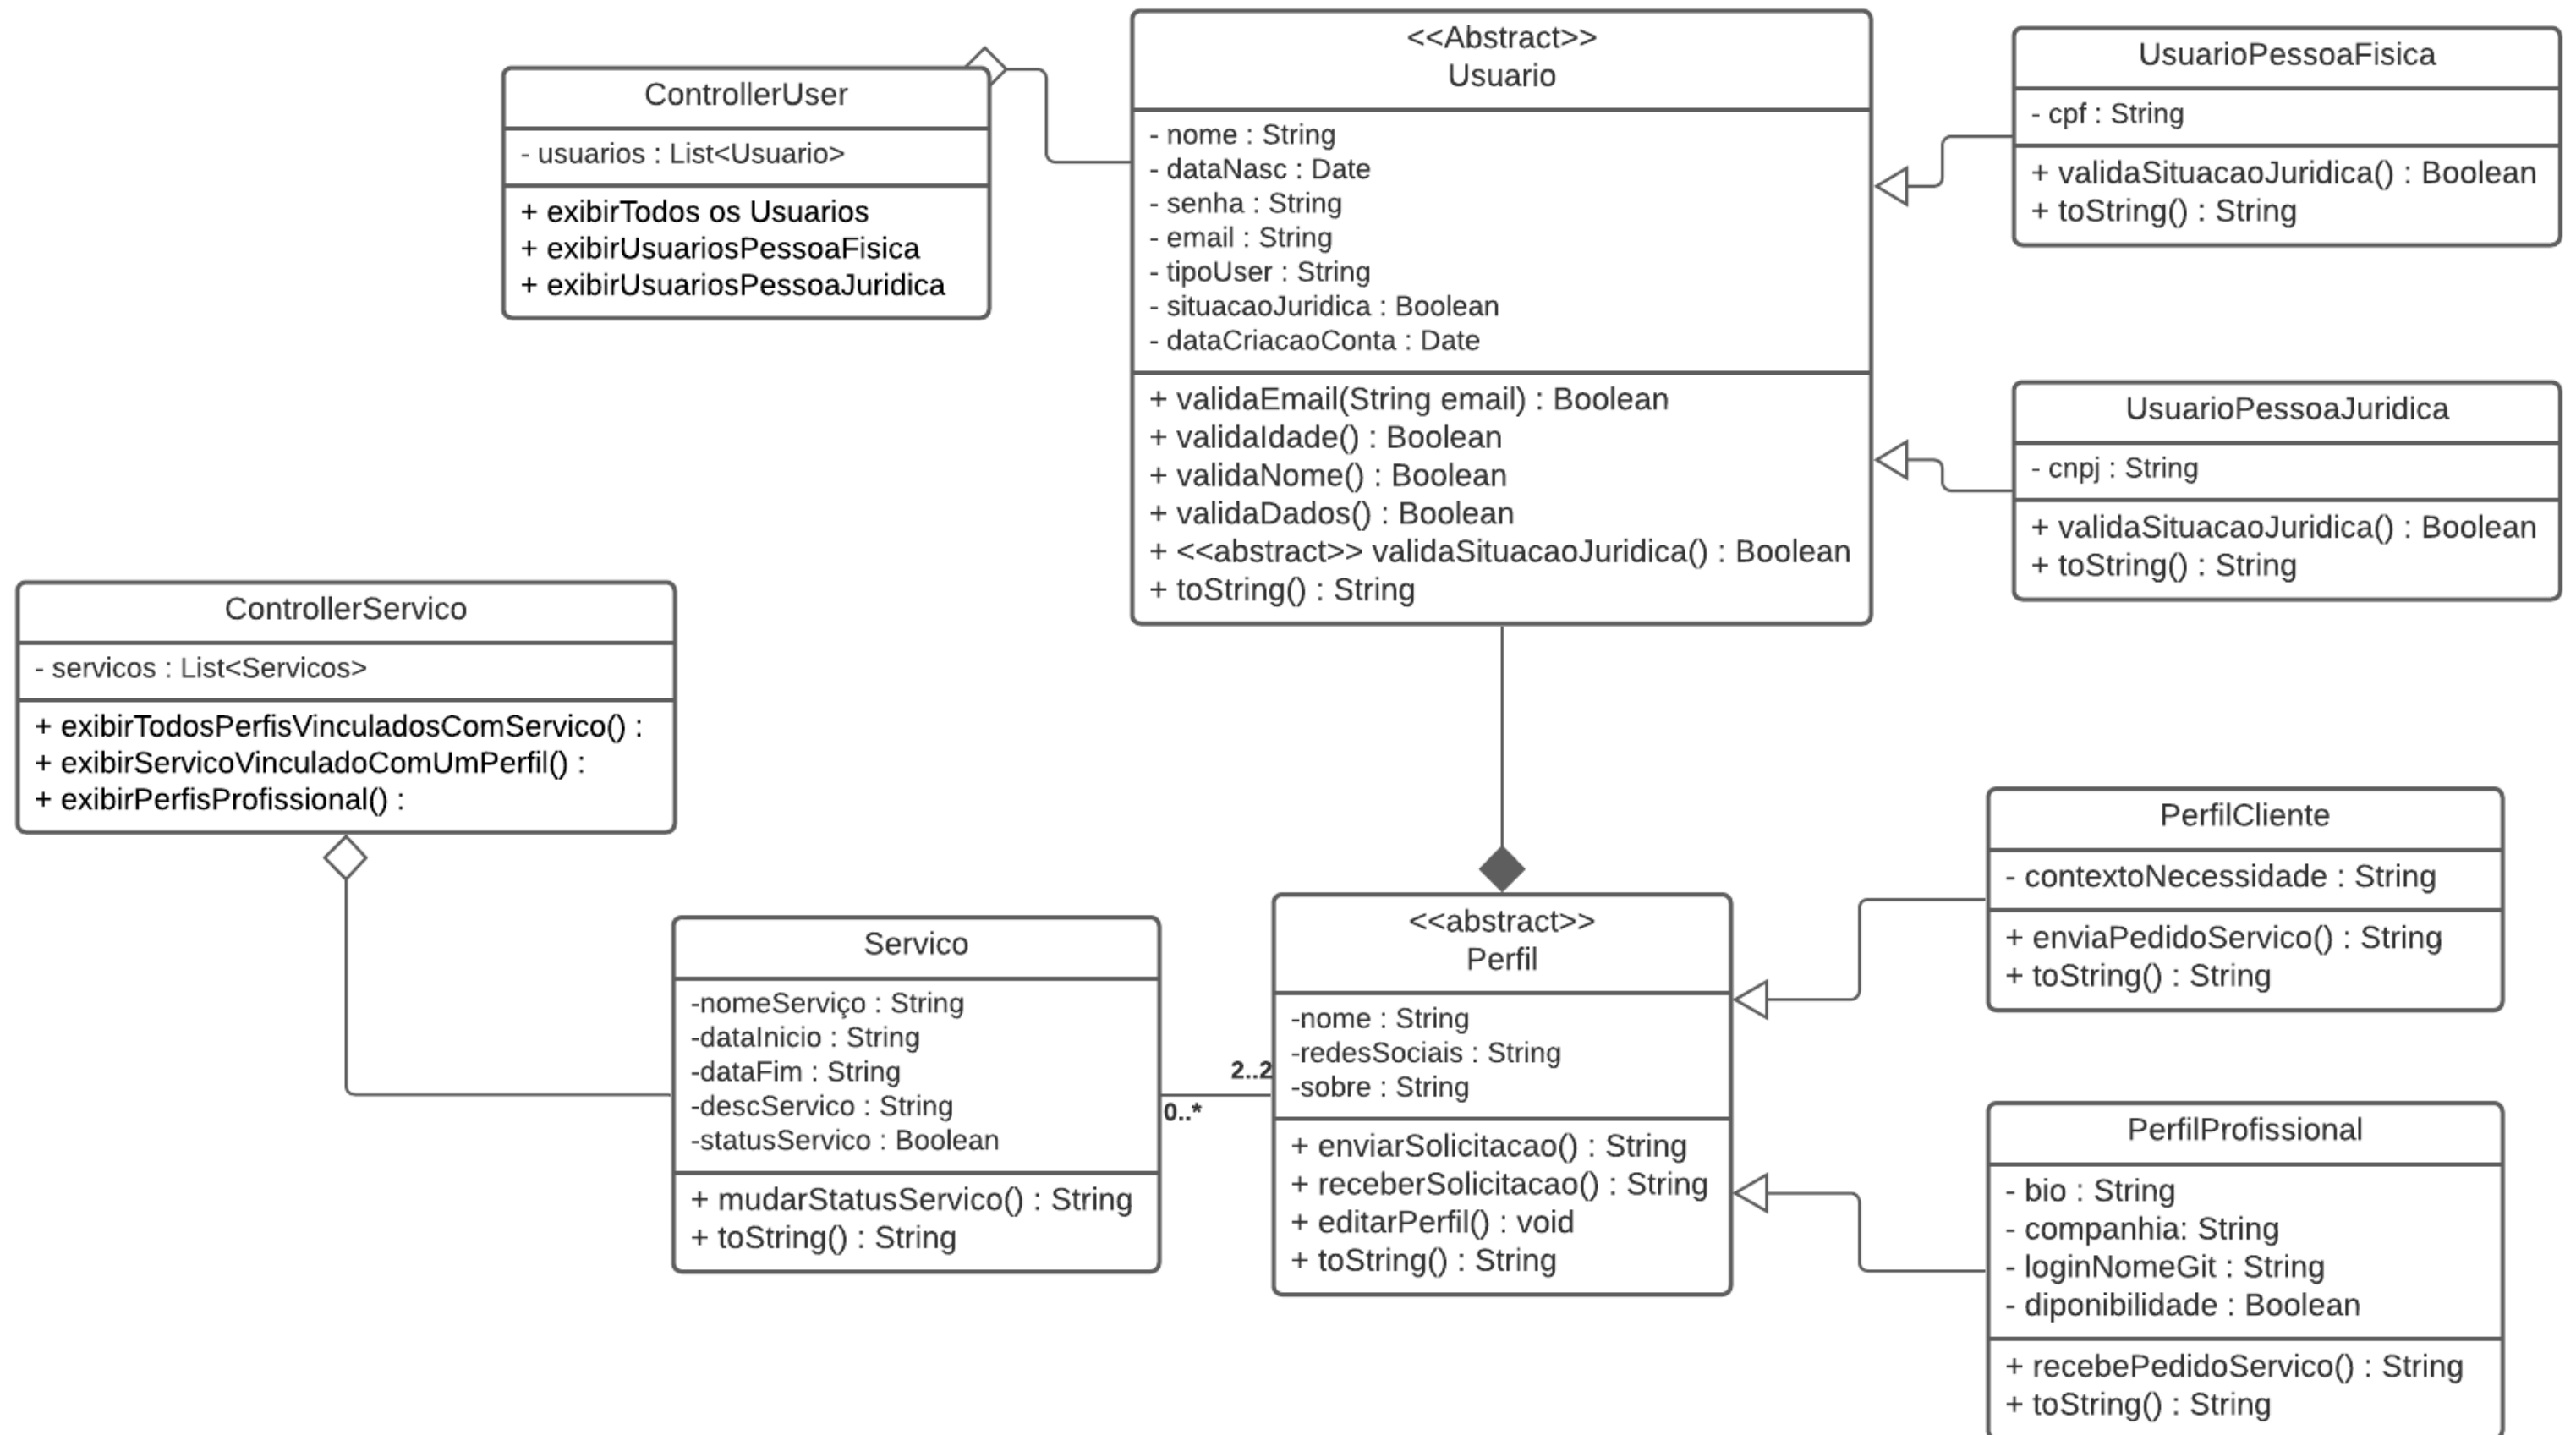 ControllerUser
- usuarios : List<Usuario>
+ exibirTodos os Usuarios
+ exibirUsuariosPessoaFisica
+ exibirUsuariosPessoaJuridica
<<Abstract>>
Usuario
- nome : String
- dataNasc : Date
- senha : String
- email : String
- tipoUser : String
- situacaoJuridica : Boolean
- dataCriacaoConta : Date
+ validaEmail(String email) : Boolean
+ validaIdade() : Boolean
+ validaNome() : Boolean
+ validaDados() : Boolean
+ <<abstract>> validaSituacaoJuridica() : Boolean
+ toString() : String
UsuarioPessoaFisica
- cpf : String
+ validaSituacaoJuridica() : Boolean
+ toString() : String
UsuarioPessoaJuridica
- cnpj : String
+ validaSituacaoJuridica() : Boolean
+ toString() : String
ControllerServico
- servicos : List<Servicos>
+ exibirTodosPerfisVinculadosComServico() :
+ exibirServicoVinculadoComUmPerfil() :
+ exibirPerfisProfissional() :
Servico
-nomeServiço : String
-dataInicio : String
-dataFim : String
-descServico : String
-statusServico : Boolean
+ mudarStatusServico() : String
+ toString() : String
2..2
0..*
<<abstract>>
Perfil
-nome : String
-redesSociais : String
-sobre : String
+ enviarSolicitacao() : String
+ receberSolicitacao() : String
+ editarPerfil() : void
+ toString() : String
PerfilCliente
- contextoNecessidade : String
+ enviaPedidoServico() : String
+ toString() : String
PerfilProfissional
- bio : String
- companhia: String
- loginNomeGit : String
- diponibilidade : Boolean
+ recebePedidoServico() : String
+ toString() : String